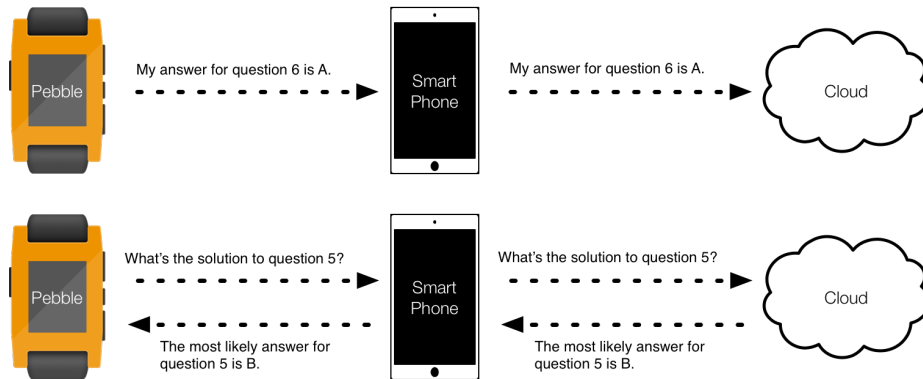 My answer for question 6 is A.
My answer for question 6 is A.
Pebble
Smart
Phone
Cloud
What's the solution to question 5?
What's the solution to question 5?
Pebble
Smart
Phone
Cloud
The most likely answer for
question 5 is B.
The most likely answer for
question 5 is B.